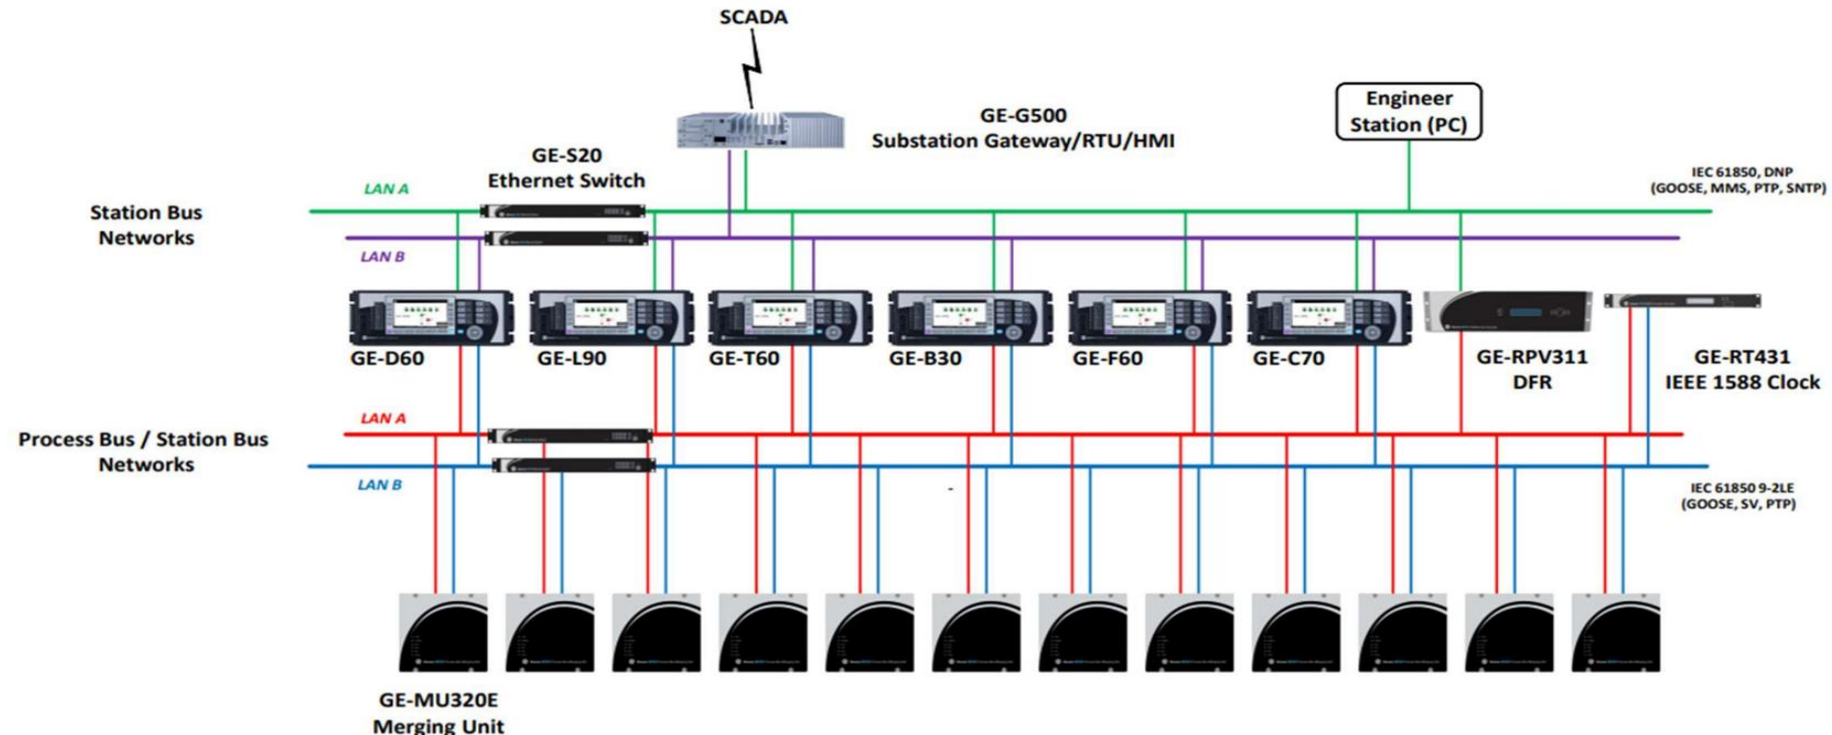 SCADA
GE-G500
Substation Gateway/RTU/HMI
Engineer
Station (PC)
GE-S20
Ethernet Switch
IEC 61850, DNP
(GOOSE, MMS, PTP, SNTP)
LAN A
Station Bus
Networks
LAN B
GE-D60
GE-L90
GE-T60
GE-B30
GE-F60
GE-C70
GE-RPV311
DFR
GE-RT431
IEEE 1588 Clock
LAN A
Process Bus / Station Bus
Networks
LAN B
IEC 61850 9-2LE
(GOOSE, SV, PTP)
GE-MU320E
Merging Unit